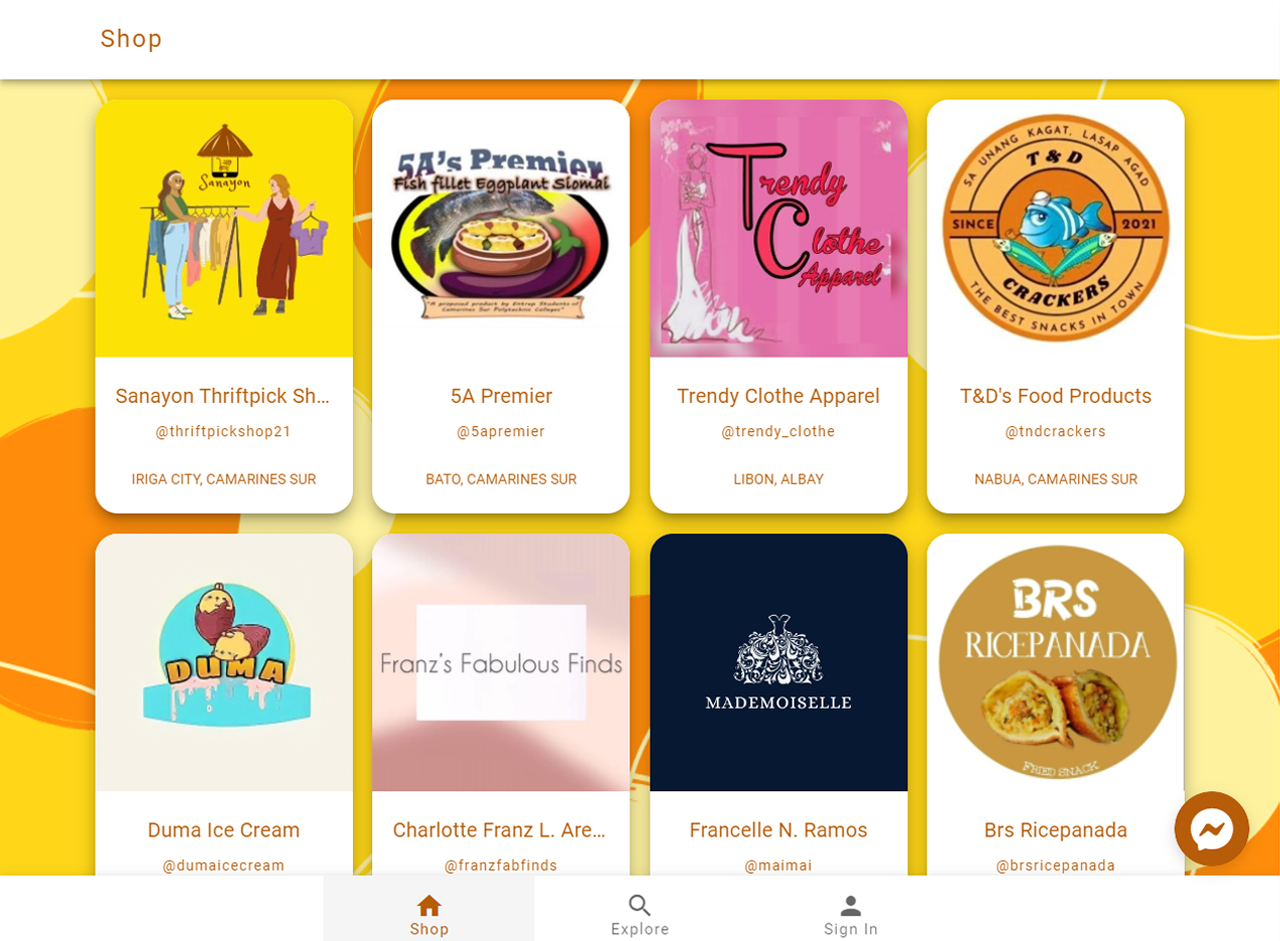 Shop
Sanayon
5A's Premier
Fish fillet Eggplant Siomai
"A proposed product by Entrep Students of
Camarines Sur Polytechnic Colleges"
Trendy
Clothe
Apparel
SA UNANG KAGAT, LASAP AGAD
T & D
SINCE 2021
CRACKERS
THE BEST SNACKS IN TOWN
Sanayon Thriftpick Sh...
@thriftpickshop21
IRIGA CITY, CAMARINES SUR
5A Premier
@5apremier
BATO, CAMARINES SUR
Trendy Clothe Apparel
@trendy_clothe
LIBON, ALBAY
T&D's Food Products
@tndcrackers
NABUA, CAMARINES SUR
DUMA
Franz's Fabulous Finds
MADEMOISELLE
BRS
RICEPANADA
FRIED SNACK
Duma Ice Cream
@dumaicecream
Charlotte Franz L. Are...
@franzfabfinds
Francelle N. Ramos
@maimai
Brs Ricepanada
@brsricepanada
Shop
Explore
Sign In